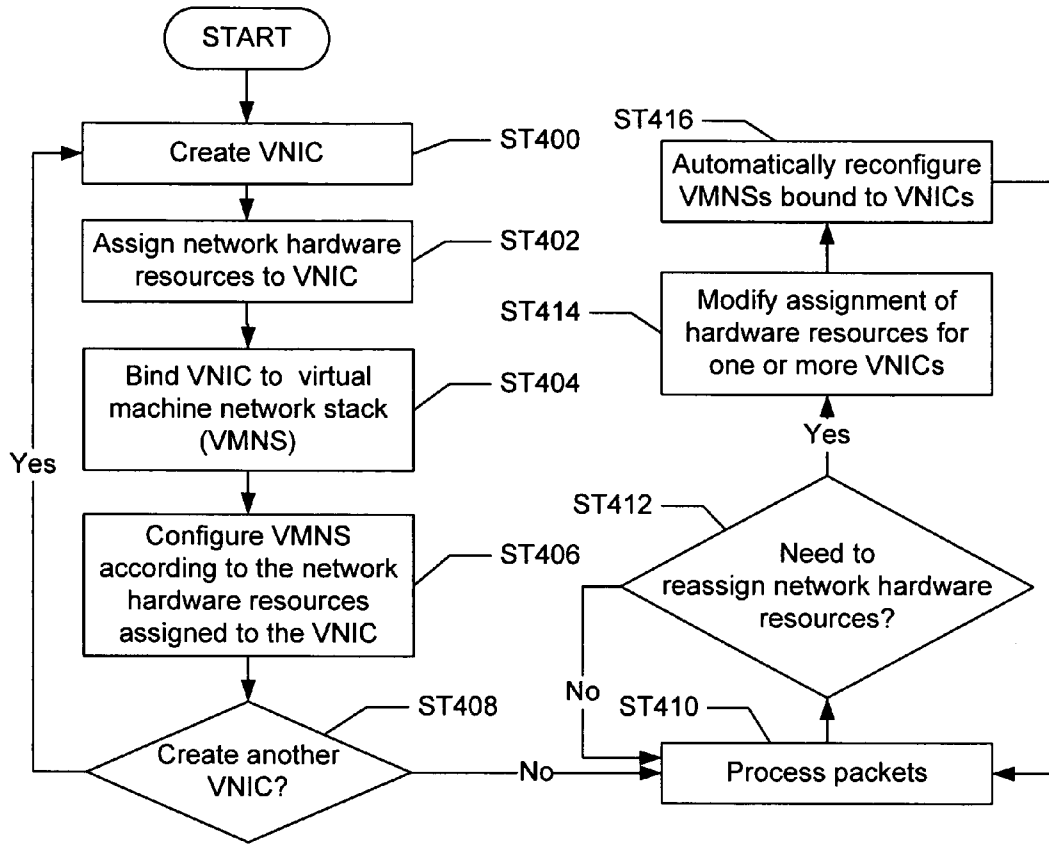 START
Create VNIC
ST400
Assign network hardware
resources to VNIC
ST402
Bind VNIC to virtual
machine network stack
(VMNS)
ST404
Yes
Configure VMNS
according to the network
hardware resources
assigned to the VNIC
ST406
Create another
VNIC?
ST408
No
ST416
Automatically reconfigure
VMNSs bound to VNICs
ST414
Modify assignment of
hardware resources for
one or more VNICs
Yes
ST412
Need to
reassign network hardware
resources?
No
ST410
Process packets